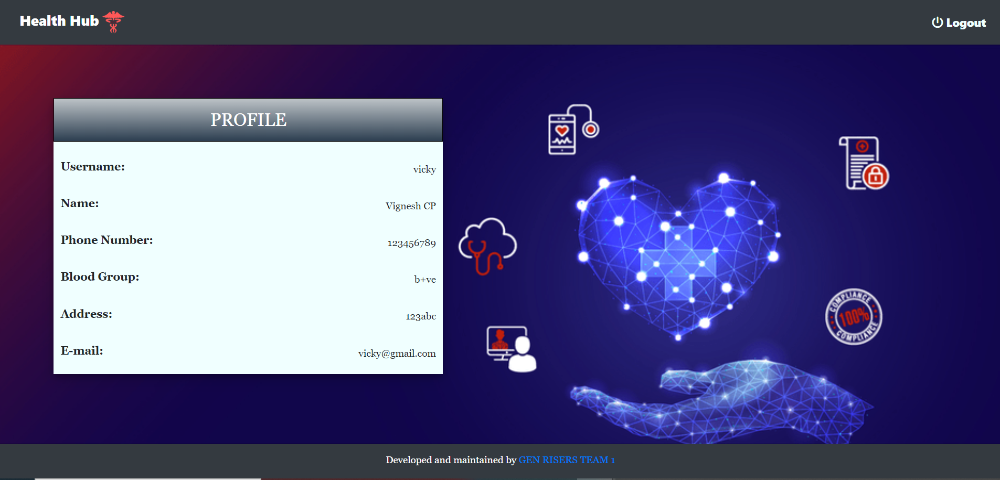 Health Hub
Logout
PROFILE
Username: vicky
Name: Vignesh CP
Phone Number: 123456789
Blood Group: b+ve
Address: 123abc
E-mail: vicky@gmail.com
COMPLIANCE
100%
COMPLIANCE
Developed and maintained by GEN RISERS TEAM 1